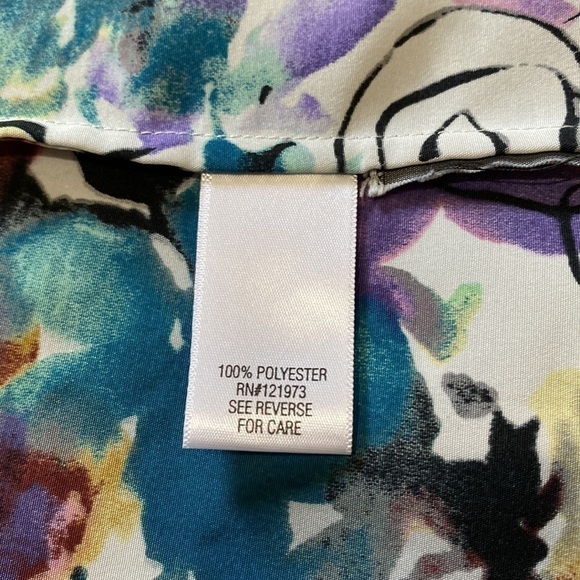 100% POLYESTER
RN#121973
SEE REVERSE
FOR CARE